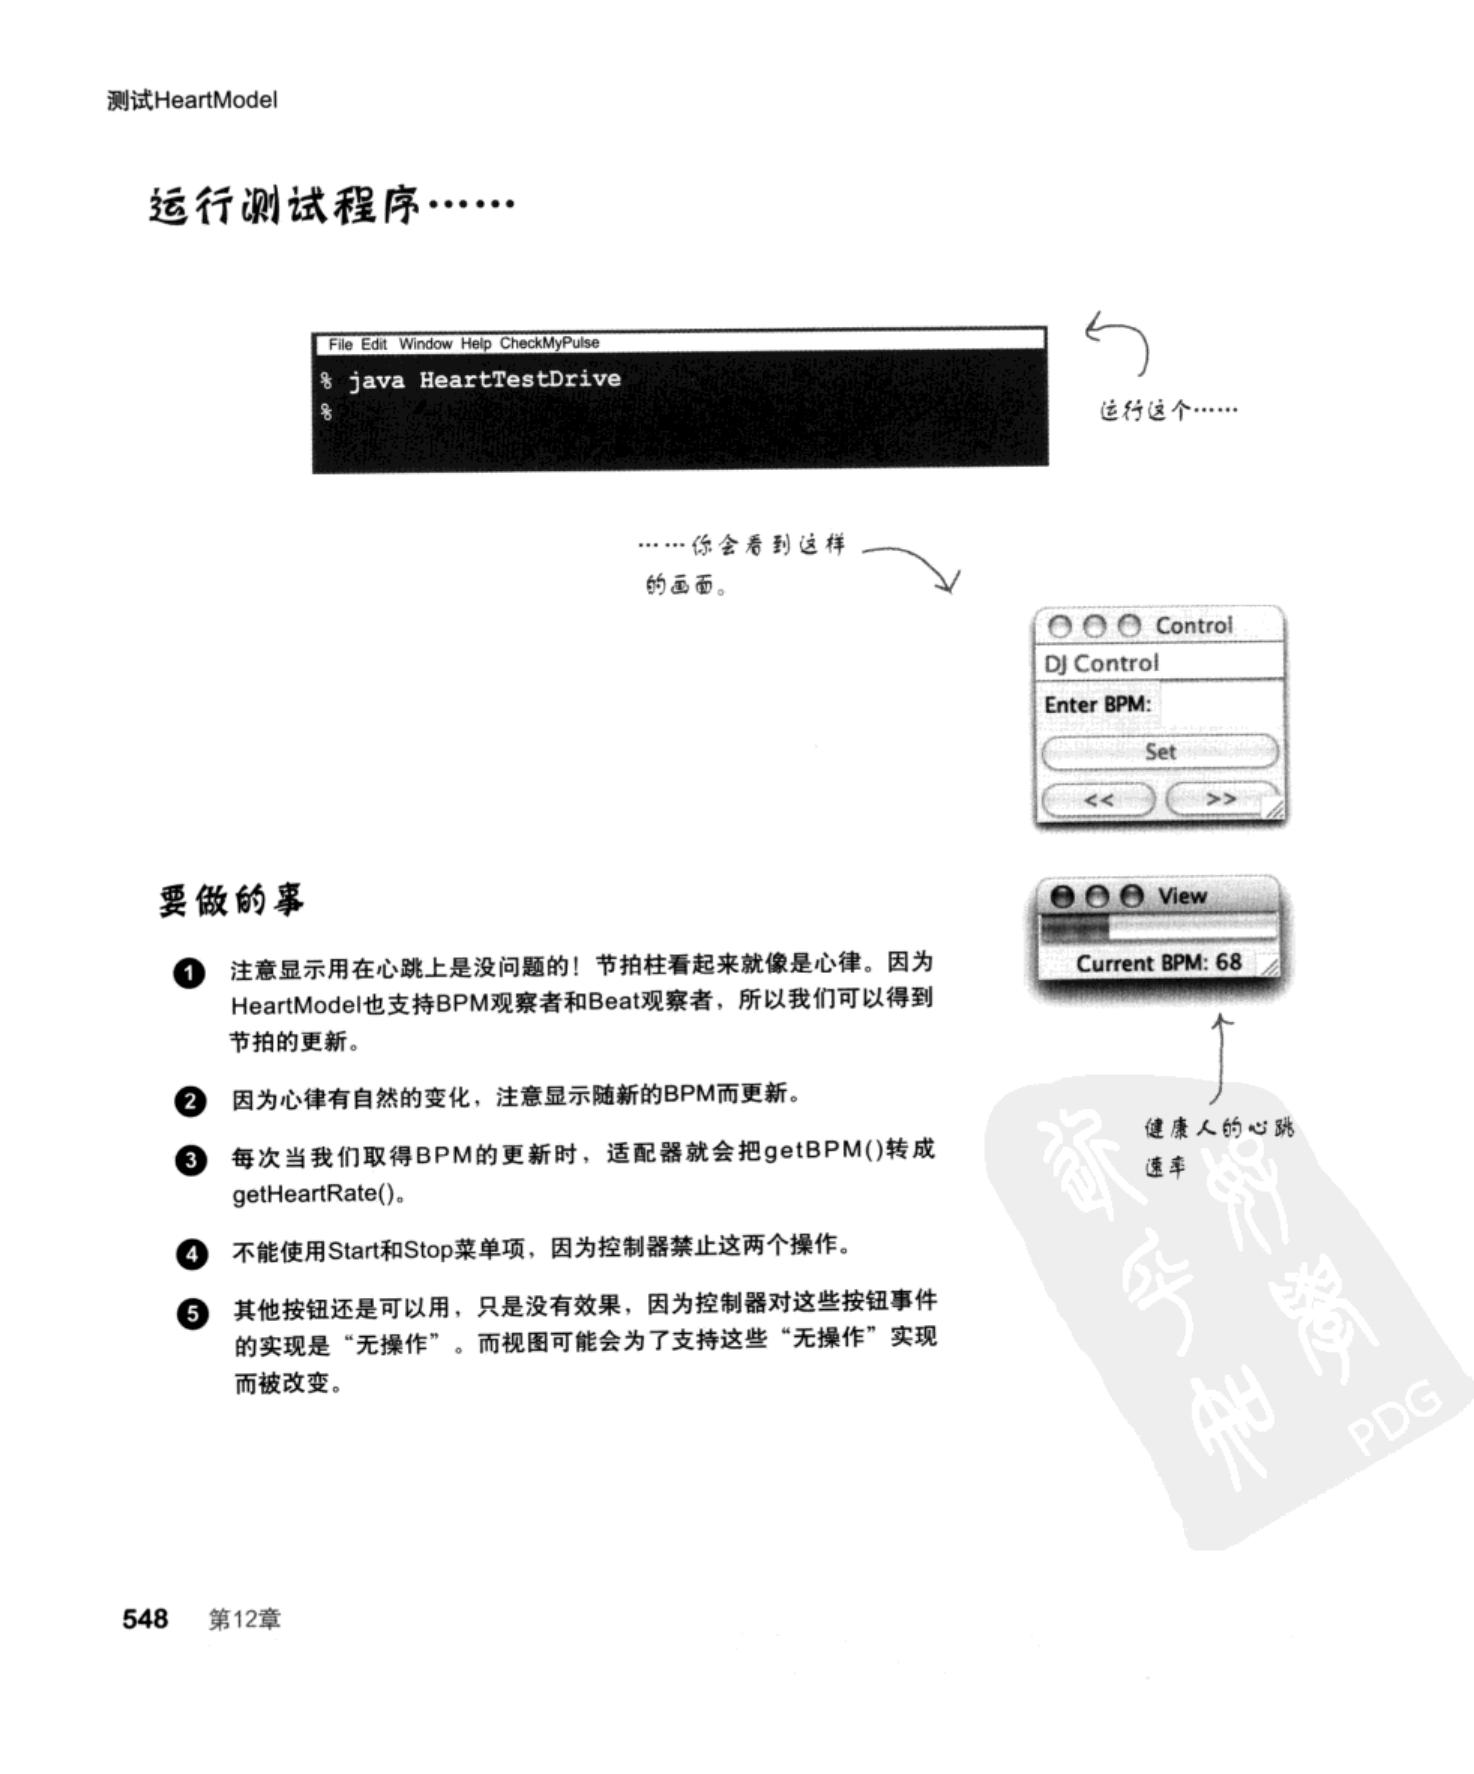 测试HeartModel
运行测试程序……
File Edit Window Help CheckMyPulse
% java HeartTestDrive
%
运行这个……
……你会看到这样
的画面。
Control
DJ Control
Enter BPM:
Set
<< >>
View
Current BPM: 68
健康人的心跳
速率
要做的事
1 注意显示用在心跳上是没问题的！节拍柱看起来就像是心律。因为
HeartModel也支持BPM观察者和Beat观察者，所以我们可以得到
节拍的更新。
2 因为心律有自然的变化，注意显示随新的BPM而更新。
3 每次当我们取得BPM的更新时，适配器就会把getBPM()转成
getHeartRate()。
4 不能使用Start和Stop菜单项，因为控制器禁止这两个操作。
5 其他按钮还是可以用，只是没有效果，因为控制器对这些按钮事件
的实现是“无操作”。而视图可能会为了支持这些“无操作”实现
而被改变。
PDG
548 第12章